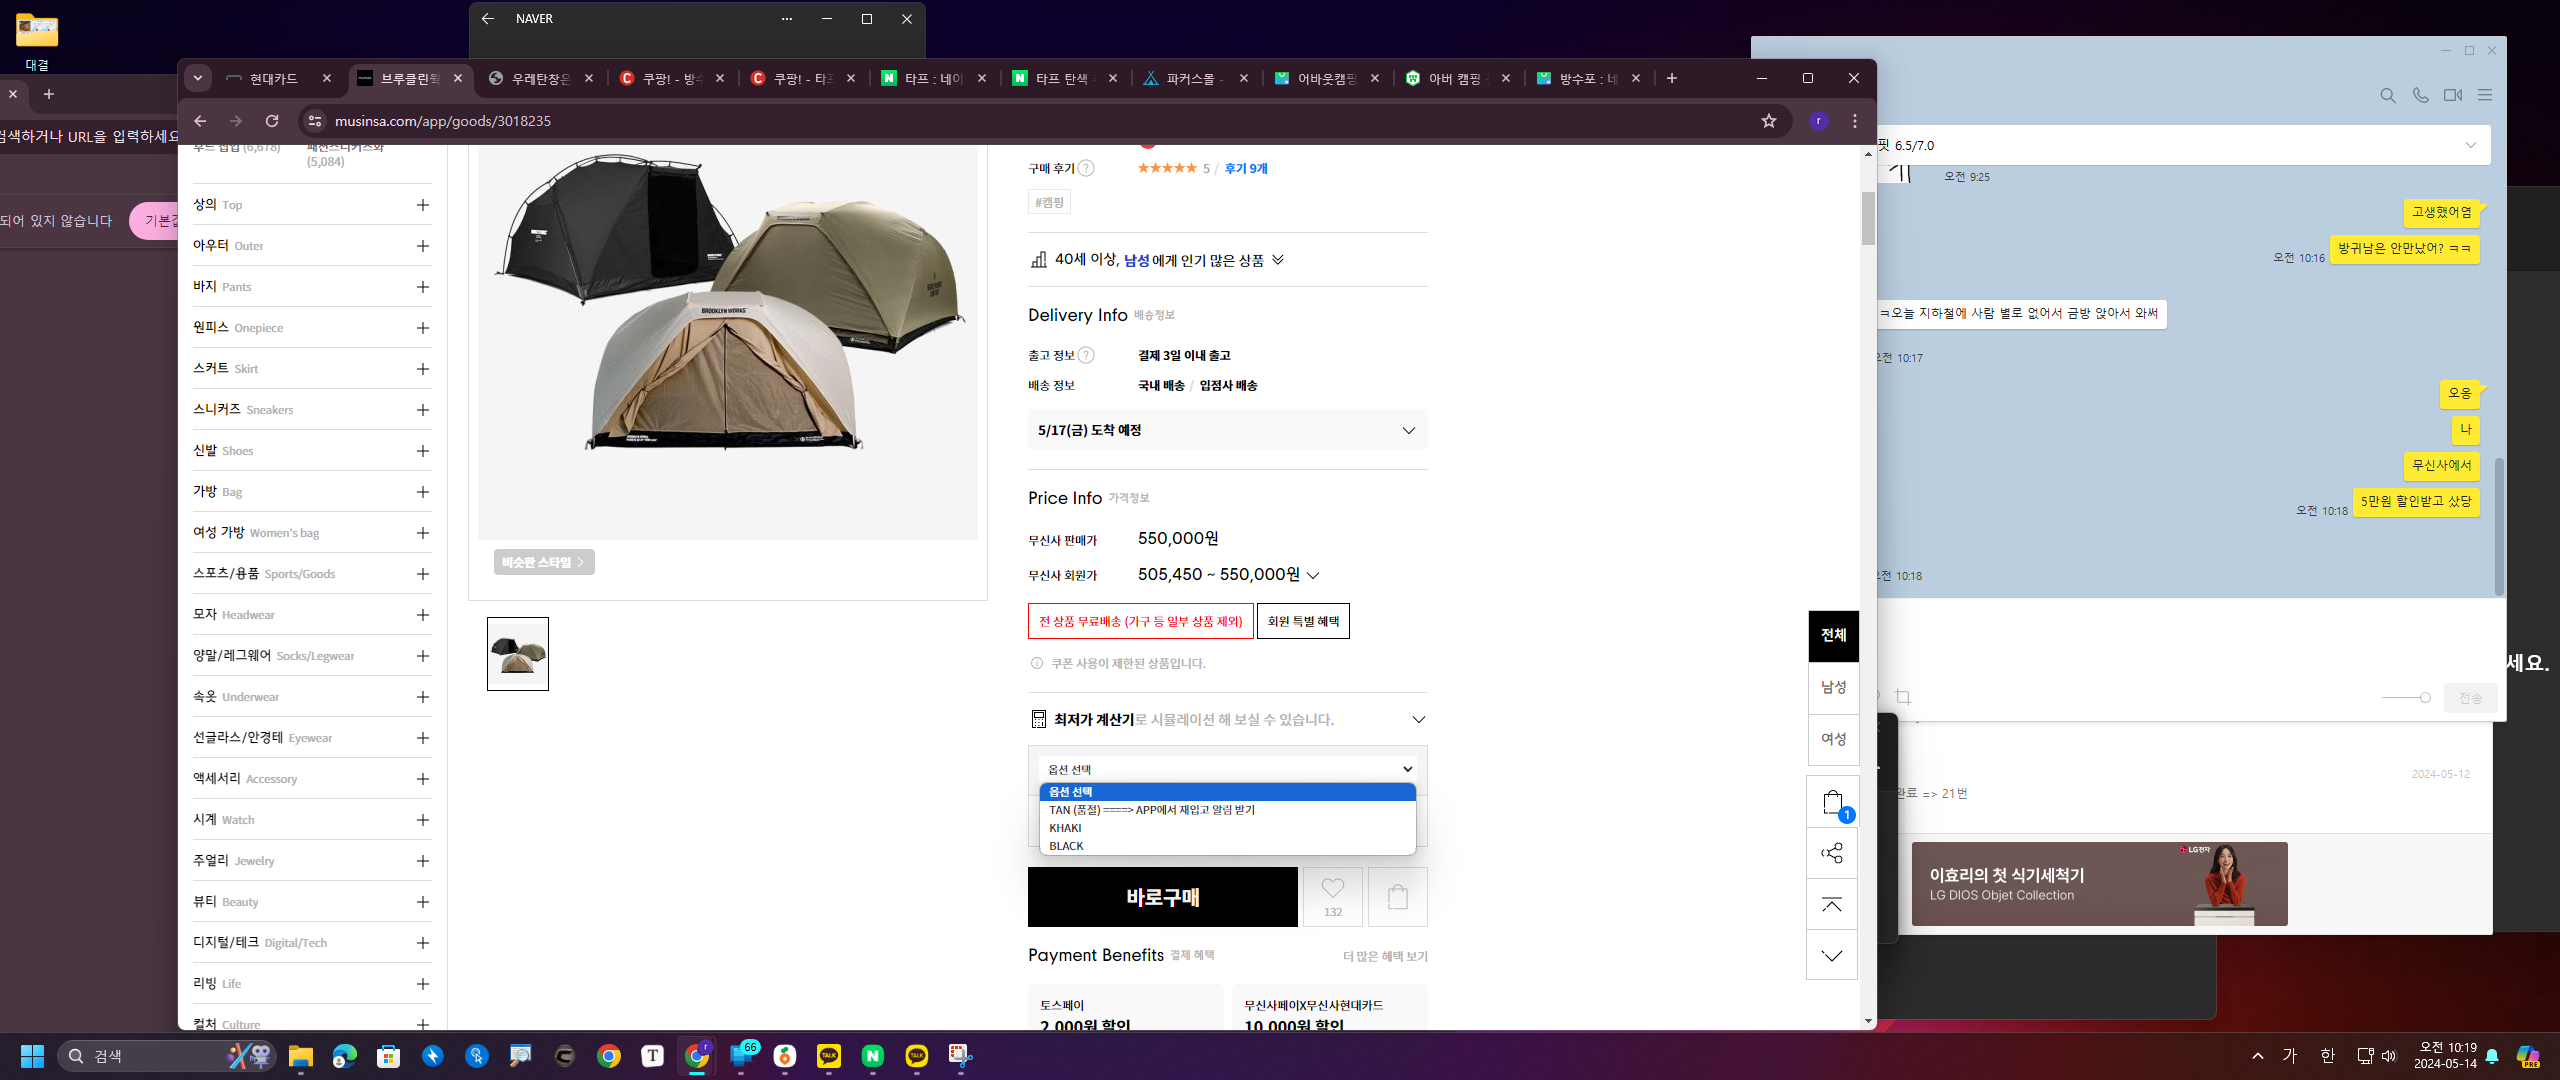 대결
NAVER
현대카드
브루클린웍
우레탄창은
쿠팡! - 방수
쿠팡! - 타프
타프 : 네이
타프 탄색
파커스몰 -
어바웃캠핑
아버 캠핑
방수포 : 네
musinsa.com/app/goods/3018235
검색하거나 URL을 입력하세요
되어 있지 않습니다
(5,084)
상의 Top
아우터 Outer
바지 Pants
원피스 Onepiece
스커트 Skirt
스니커즈 Sneakers
신발 Shoes
가방 Bag
여성 가방 Women's bag
스포츠/용품 Sports/Goods
모자 Headwear
양말/레그웨어 Socks/Legwear
속옷 Underwear
선글라스/안경테 Eyewear
액세서리 Accessory
시계 Watch
주얼리 Jewelry
뷰티 Beauty
디지털/테크 Digital/Tech
리빙 Life
컬처 Culture
BROOKLYN WORKS
비슷한 스타일
구매 후기 ?
5 / 후기 9개
#캠핑
40세 이상, 남성 에게 인기 많은 상품
Delivery Info 배송정보
출고 정보 ? 결제 3일 이내 출고
배송 정보 국내 배송 / 입점사 배송
5/17(금) 도착 예정
Price Info 가격정보
무신사 판매가 550,000원
무신사 회원가 505,450 ~ 550,000원
전 상품 무료배송 (가구 등 일부 상품 제외)
회원 특별 혜택
쿠폰 사용이 제한된 상품입니다.
최저가 계산기로 시뮬레이션 해 보실 수 있습니다.
옵션 선택
옵션 선택
TAN (품절) ====> APP에서 재입고 알림 받기
KHAKI
BLACK
바로구매
132
Payment Benefits 결제 혜택
더 많은 혜택 보기
토스페이
2,000원 할인
무신사페이X무신사현대카드
10,000원 할인
전체
남성
여성
1
핏 6.5/7.0
오전 9:25
고생했어염
방귀남은 안만났어? ㅋㅋ
오전 10:16
ㅋ오늘 지하철에 사람 별로 없어서 금방 앉아서 와써
오전 10:17
오옹
나
무신사에서
5만원 할인받고 샀당
오전 10:18
오전 10:18
전송
세요.
2024-05-12
완료 => 21번
LG전자
이효리의 첫 식기세척기
LG DIOS Objet Collection
검색
66
가
한
오전 10:19
2024-05-14